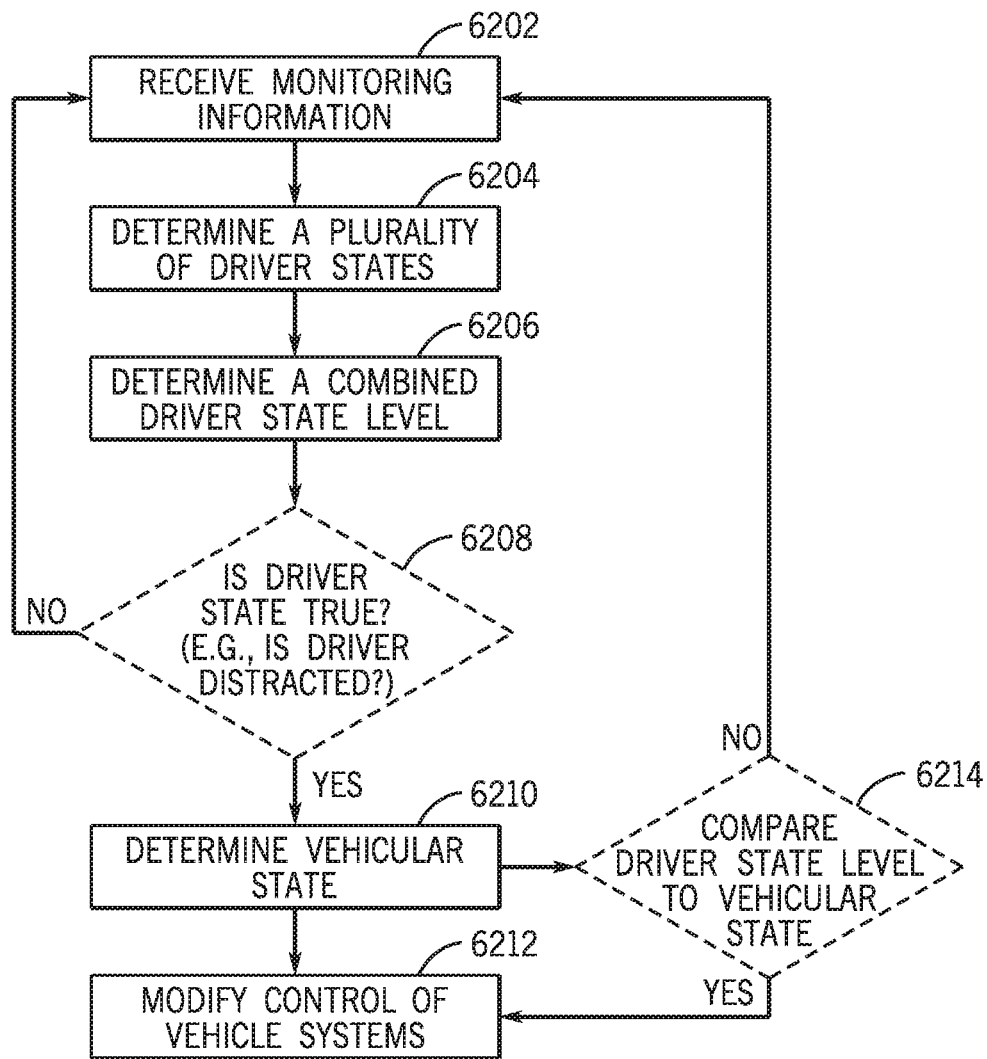 6202
RECEIVE MONITORING
INFORMATION
6204
DETERMINE A PLURALITY
OF DRIVER STATES
6206
DETERMINE A COMBINED
DRIVER STATE LEVEL
6208
IS DRIVER
STATE TRUE?
(E.G., IS DRIVER
DISTRACTED?)
NO
YES
6210
DETERMINE VEHICULAR
STATE
NO
6214
COMPARE
DRIVER STATE LEVEL
TO VEHICULAR
STATE
YES
6212
MODIFY CONTROL OF
VEHICLE SYSTEMS